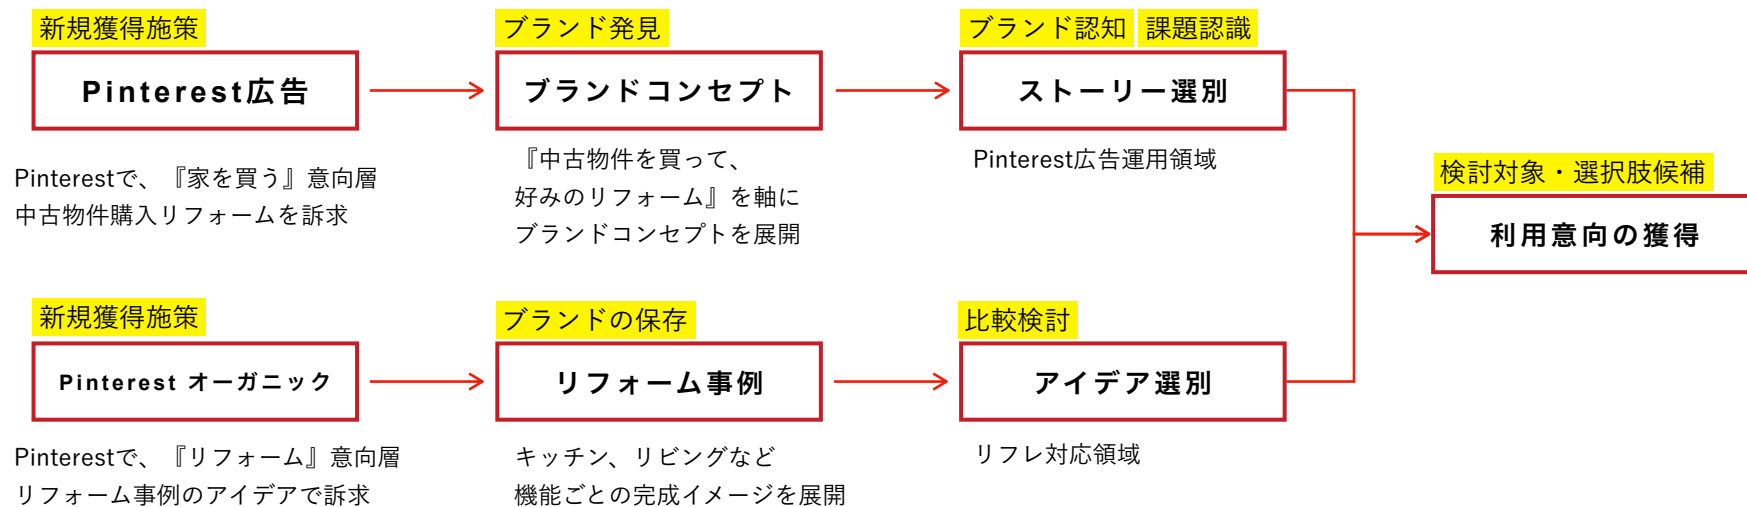 新規獲得施策
Pinterest広告
Pinterestで、『家を買う』意向層
中古物件購入リフォームを訴求
ブランド発見
ブランドコンセプト
『中古物件を買って、
好みのリフォーム』を軸に
ブランドコンセプトを展開
ブランド認知 課題認識
ストーリー選別
Pinterest広告運用領域
新規獲得施策
Pinterest オーガニック
Pinterestで、『リフォーム』意向層
リフォーム事例のアイデアで訴求
ブランドの保存
リフォーム事例
キッチン、リビングなど
機能ごとの完成イメージを展開
比較検討
アイデア選別
リフレ対応領域
検討対象・選択肢候補
利用意向の獲得